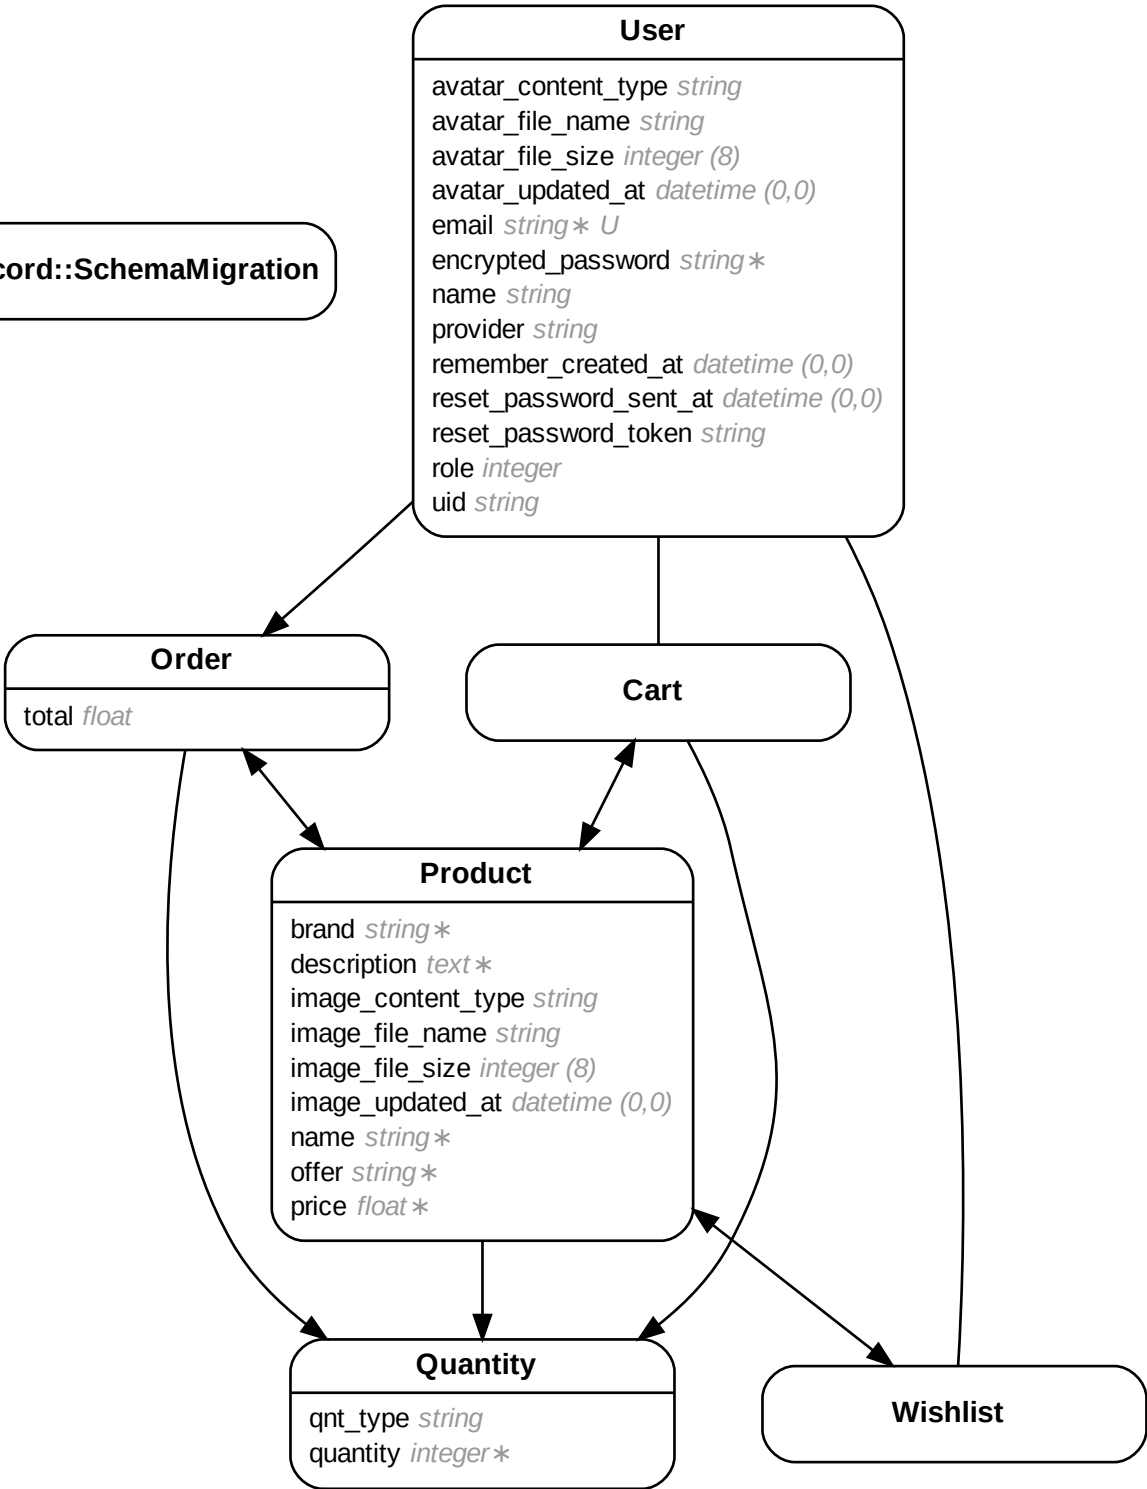 User
avatar_content_type string
avatar_file_name string
avatar_file_size integer (8)
avatar_updated_at datetime (0,0)
email string∗ U
encrypted_password string∗
name string
provider string
remember_created_at datetime (0,0)
reset_password_sent_at datetime (0,0)
reset_password_token string
role integer
uid string
cord::SchemaMigration
Order
total float
Cart
Product
brand string∗
description text∗
image_content_type string
image_file_name string
image_file_size integer (8)
image_updated_at datetime (0,0)
name string∗
offer string∗
price float∗
Quantity
qnt_type string
quantity integer∗
Wishlist